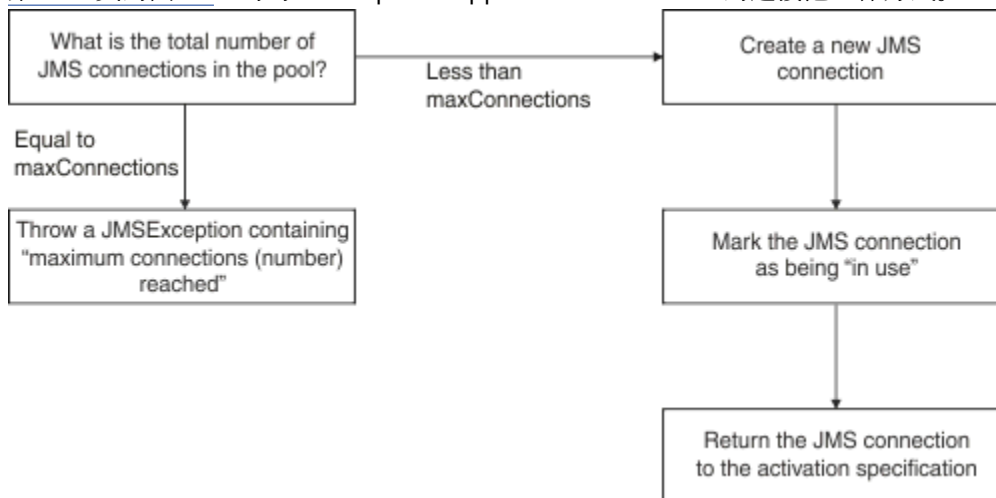 What is the total number of
JMS connections in the pool?
Less than
maxConnections
Create a new JMS
connection
Equal to
maxConnections
Throw a JMSException containing
“maximum connections (number)
reached”
Mark the JMS connection
as being “in use”
Return the JMS connection
to the activation specification